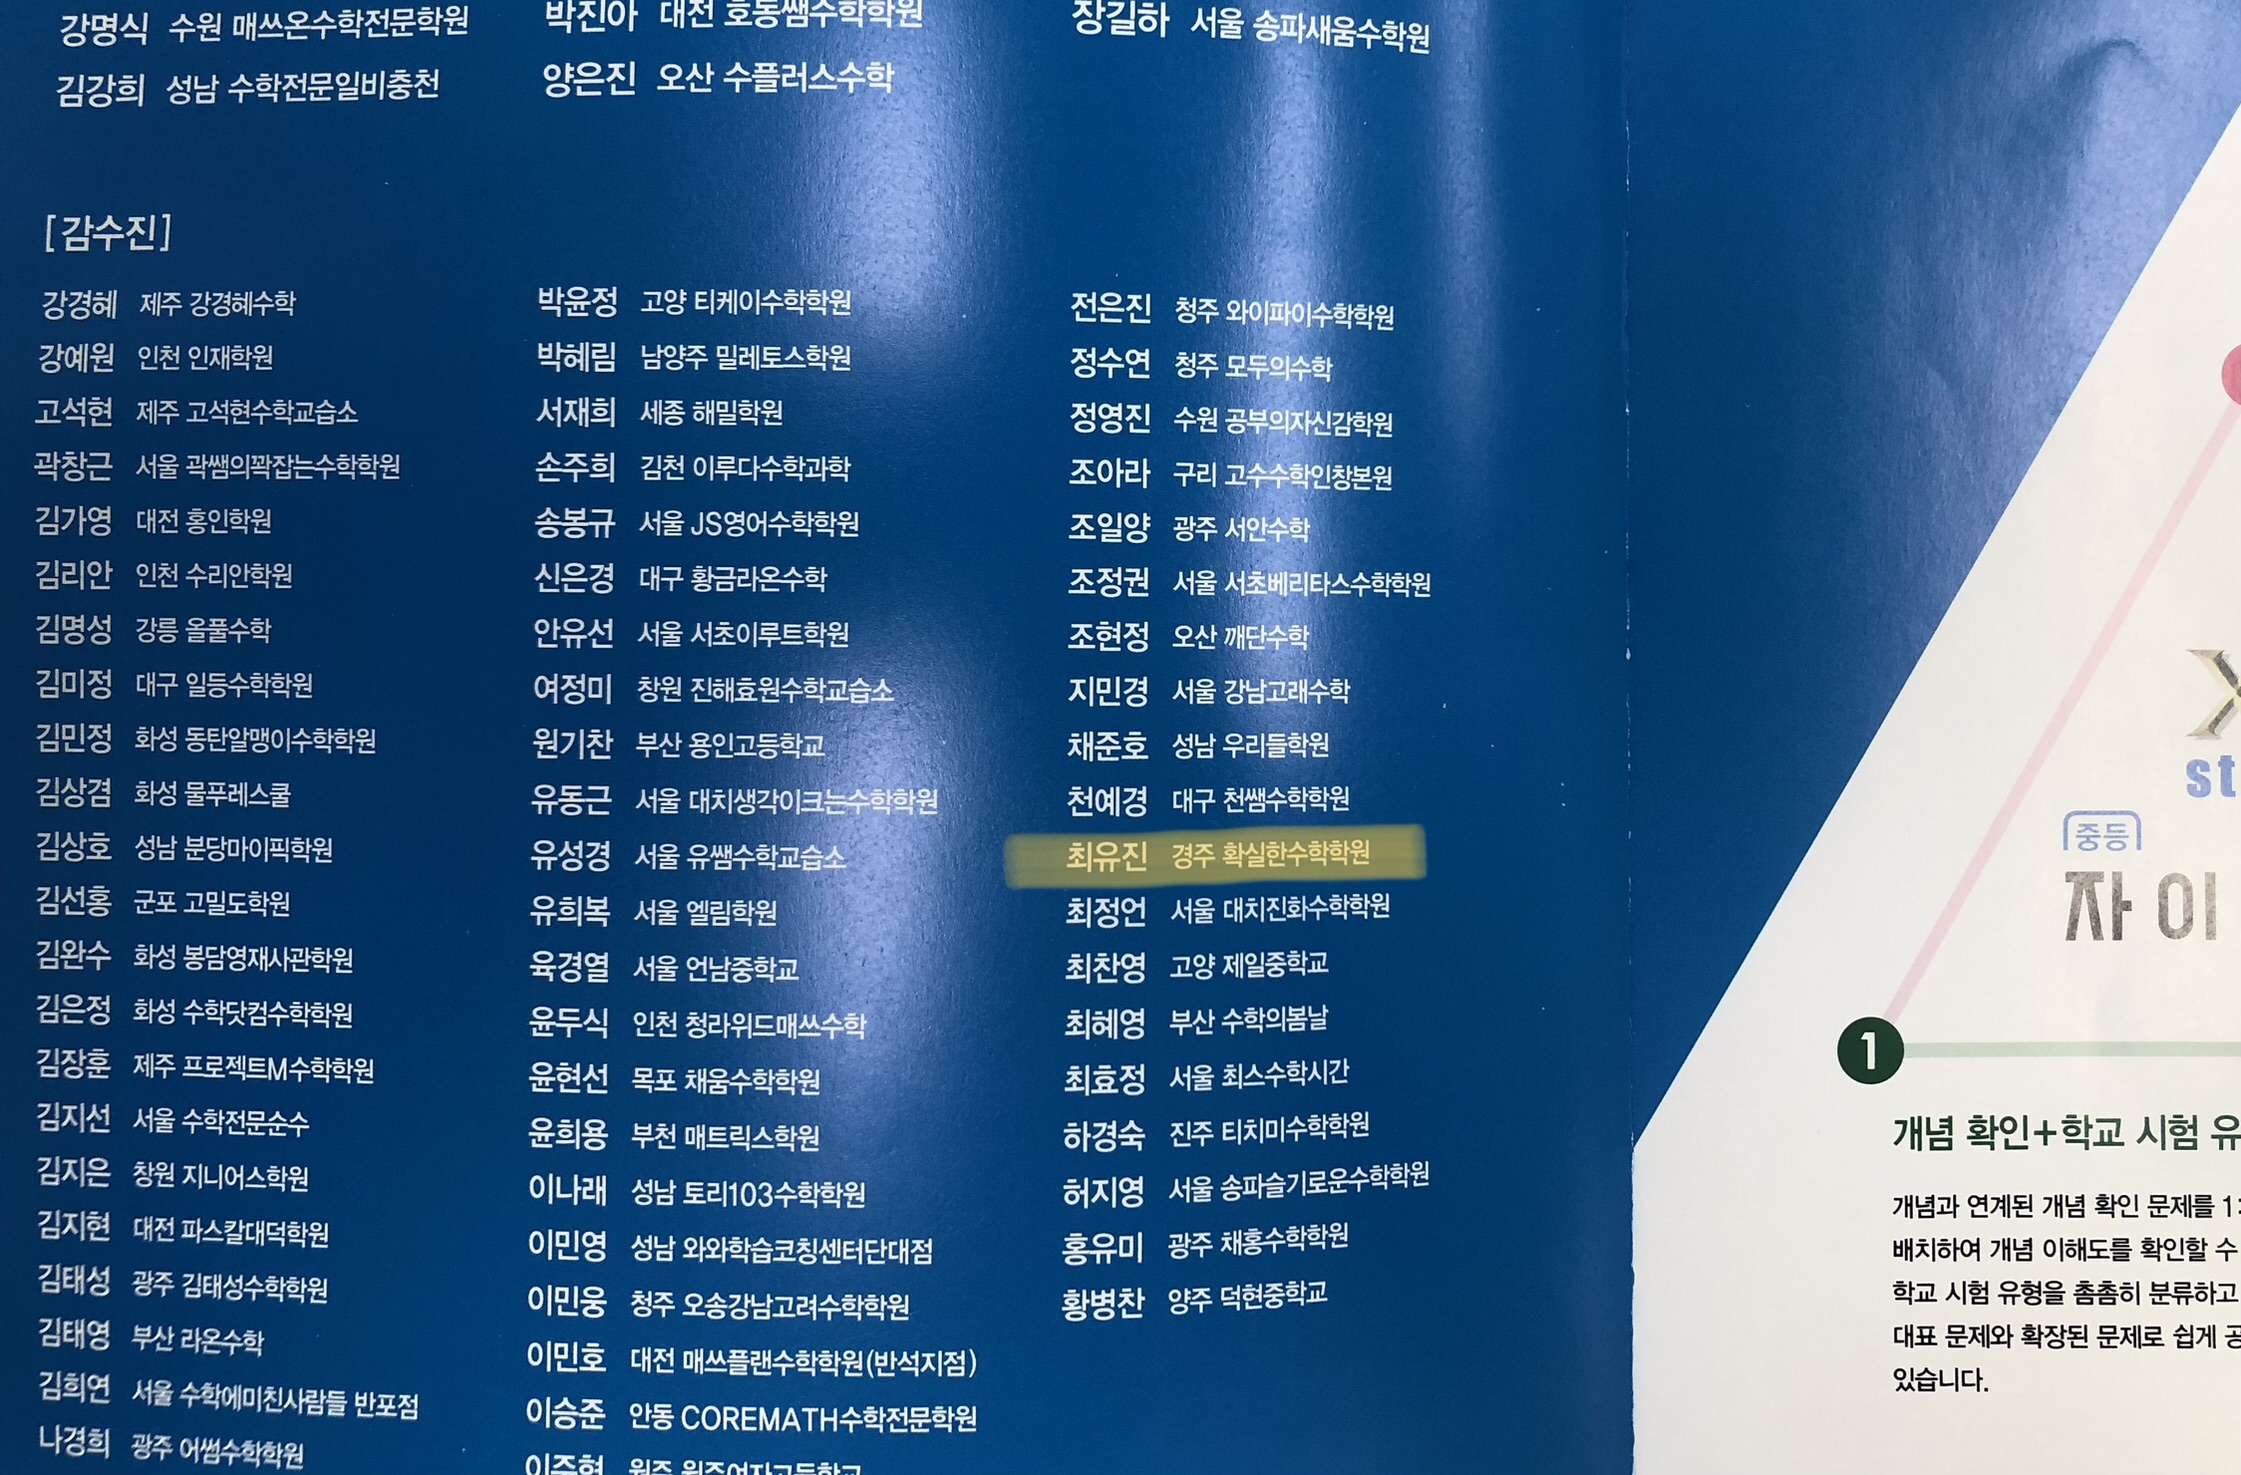 강명식 수원 매쓰온수학전문학원
김강희 성남 수학전문일비충천
박진아 대전 호동쌤수학학원
양은진 오산 수플러스수학
장길하 서울 송파새움수학원
[감수진]
강경혜 제주 강경혜수학
강예원 인천 인재학원
고석현 제주 고석현수학교습소
곽창근 서울 곽쌤의꽉잡는수학학원
김가영 대전 홍인학원
김리안 인천 수리안학원
김명성 강릉 올풀수학
김미정 대구 일등수학학원
김민정 화성 동탄알맹이수학학원
김상겸 화성 물푸레스쿨
김상호 성남 분당마이픽학원
김선홍 군포 고밀도학원
김완수 화성 봉담영재사관학원
김은정 화성 수학닷컴수학학원
김장훈 제주 프로젝트M수학학원
김지선 서울 수학전문순수
김지은 창원 지니어스학원
김지현 대전 파스칼대덕학원
김태성 광주 김태성수학학원
김태영 부산 라온수학
김희연 서울 수학에미친사람들 반포점
나경희 광주 어썸수학학원
박윤정 고양 티케이수학학원
박혜림 남양주 밀레토스학원
서재희 세종 해밀학원
손주희 김천 이루다수학과학
송봉규 서울 JS영어수학학원
신은경 대구 황금라온수학
안유선 서울 서초이루트학원
여정미 창원 진해효원수학교습소
원기찬 부산 용인고등학교
유동근 서울 대치생각이크는수학학원
유성경 서울 유쌤수학교습소
유희복 서울 엘림학원
육경열 서울 언남중학교
윤두식 인천 청라위드매쓰수학
윤현선 목포 채움수학학원
윤희용 부천 매트릭스학원
이나래 성남 토리103수학학원
이민영 성남 와와학습코칭센터단대점
이민웅 청주 오송강남고려수학학원
이민호 대전 매쓰플랜수학학원(반석지점)
이승준 안동 COREMATH수학전문학원
이주형 원주 원주여자고등학교
전은진 청주 와이파이수학학원
정수연 청주 모두의수학
정영진 수원 공부의자신감학원
조아라 구리 고수수학인창본원
조일양 광주 서안수학
조정권 서울 서초베리타스수학학원
조현정 오산 깨단수학
지민경 서울 강남고래수학
채준호 성남 우리들학원
천예경 대구 천쌤수학학원
최유진 경주 확실한수학학원
최정언 서울 대치진화수학학원
최찬영 고양 제일중학교
최혜영 부산 수학의봄날
최효정 서울 최스수학시간
하경숙 진주 티치미수학학원
허지영 서울 송파슬기로운수학학원
홍유미 광주 채홍수학학원
황병찬 양주 덕현중학교
X
st
중등
자이
1
개념 확인+학교 시험 유
개념과 연계된 개념 확인 문제를 1:
배치하여 개념 이해도를 확인할 수
학교 시험 유형을 촘촘히 분류하고
대표 문제와 확장된 문제로 쉽게 공
있습니다.